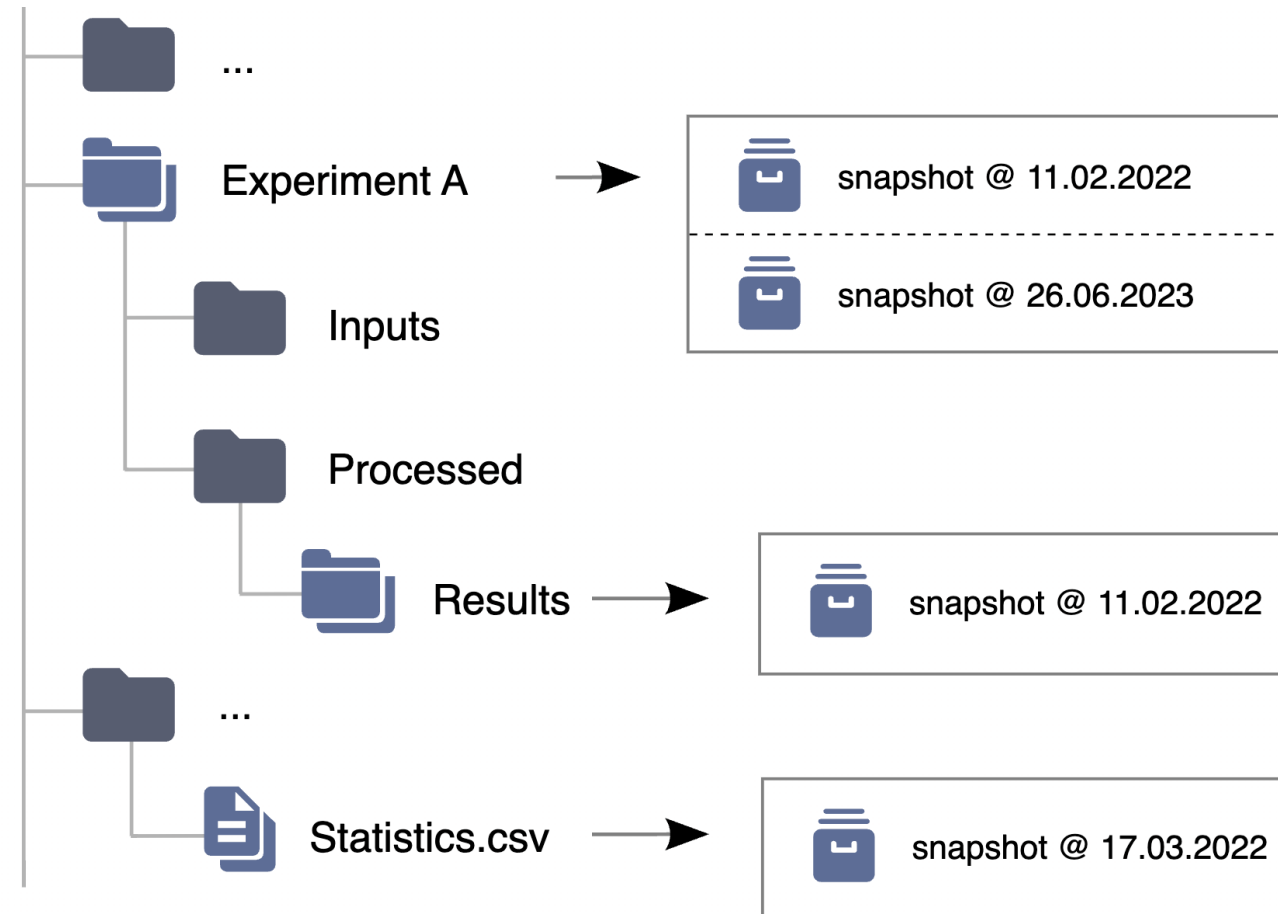 ...
Experiment A
snapshot @ 11.02.2022
snapshot @ 26.06.2023
Inputs
Processed
Results
snapshot @ 11.02.2022
...
Statistics.csv
snapshot @ 17.03.2022